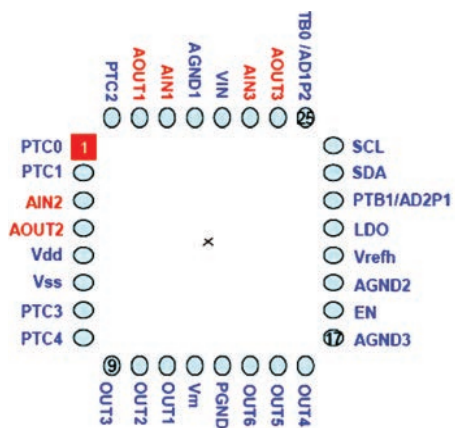 PTC2
AOUT1
AIN1
AGND1
VIN
AIN3
AOUT3
TB0 /AD1P2
25
PTC0
1
PTC1
AIN2
AOUT2
Vdd
Vss
PTC3
PTC4
SCL
SDA
PTB1/AD2P1
LDO
Vrefh
AGND2
EN
17
AGND3
9
OUT3
OUT2
OUT1
Vm
PGND
OUT6
OUT5
OUT4